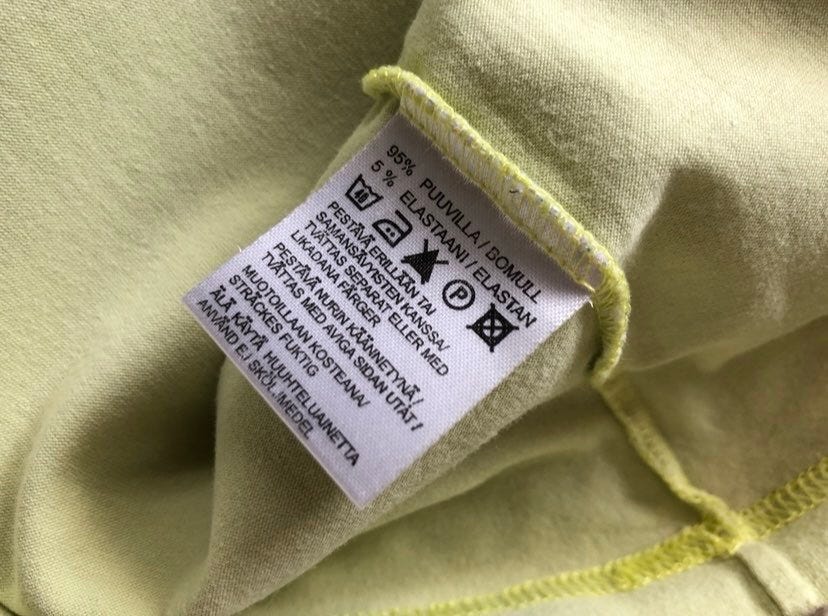 95% PUUVILLA / BOMULL
5 % ELASTAANI / ELASTAN
40 P
PESTÄVÄ ERILLÄÄN TAI
SAMANSÄVYISTEN KANSSA/
TVÄTTAS SEPARAT ELLER MED
LIKADANA FÄRGER
PESTÄVÄ NURIN KÄÄNNETYNÄ /
TVÄTTAS MED AVIGA SIDAN UTÅT /
MUOTOILLAAN KOSTEANA/
STRÄCKES FUKTIG
ÄLÄ KÄYTÄ HUUHTELUAINETTA
ANVÄND EJ SKÖLJMEDEL